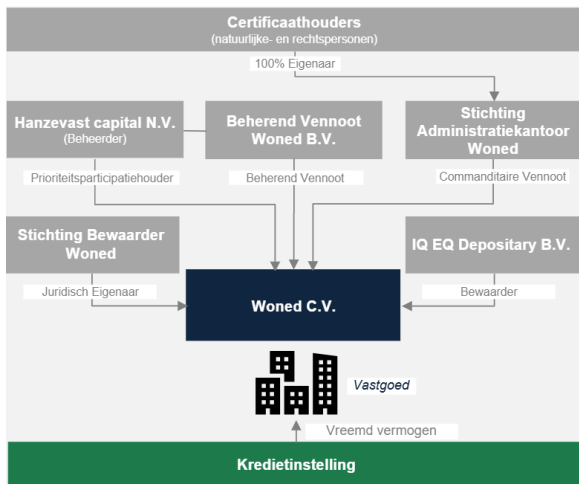 Certificaathouders
(natuurlijke- en rechtspersonen)
100% Eigenaar
Hanzevast capital N.V.
(Beheerder)
Beherend Vennoot
Woned B.V.
Stichting
Administratiekantoor
Woned
Prioriteitsparticipatiehouder
Beherend Vennoot
Commanditaire Vennoot
Stichting Bewaarder
Woned
IQ EQ Depositary B.V.
Juridisch Eigenaar
Woned C.V.
Bewaarder
Vastgoed
Vreemd vermogen
Kredietinstelling